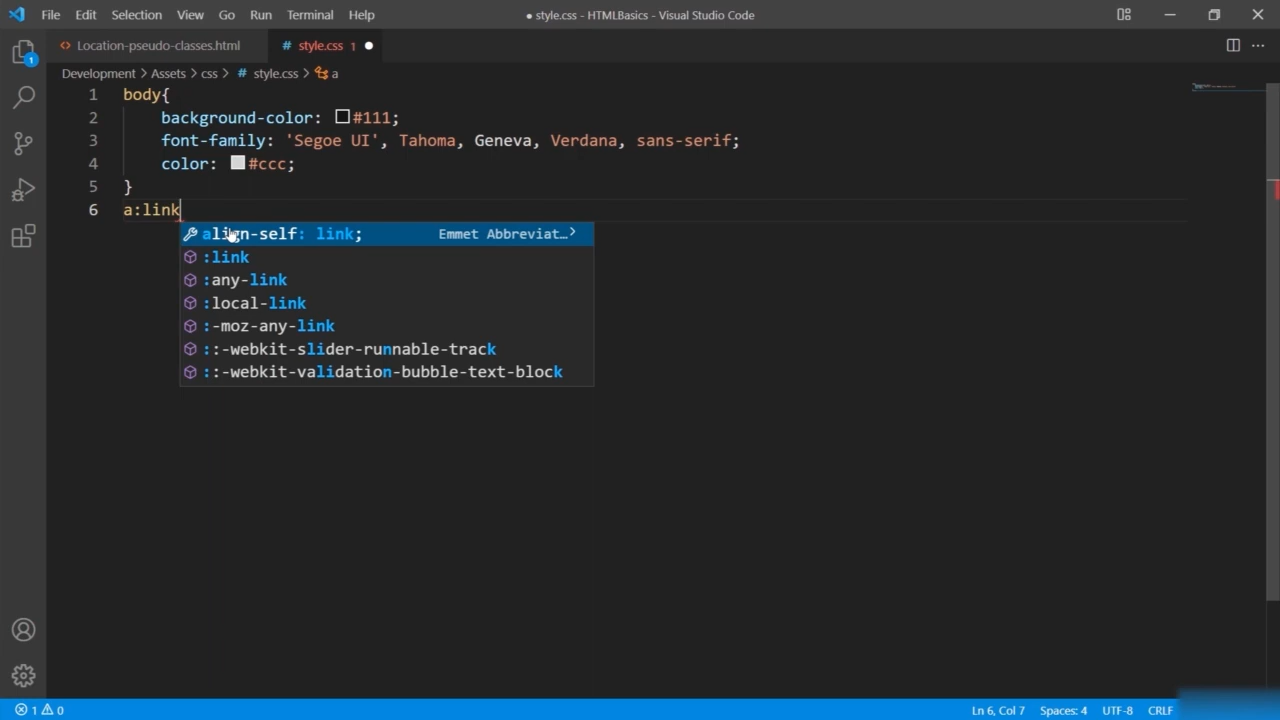 File Edit Selection View Go Run Terminal Help
● style.css - HTMLBasics - Visual Studio Code
<> Location-pseudo-classes.html # style.css 1 ●
Development > Assets > css > # style.css > a
1 body{
2 background-color: #111;
3 font-family: 'Segoe UI', Tahoma, Geneva, Verdana, sans-serif;
4 color: #ccc;
5 }
6 a:link
align-self: link; Emmet Abbreviat…>
:link
:any-link
:local-link
:-moz-any-link
::-webkit-slider-runnable-track
::-webkit-validation-bubble-text-block
1
1 0 Ln 6, Col 7 Spaces: 4 UTF-8 CRLF